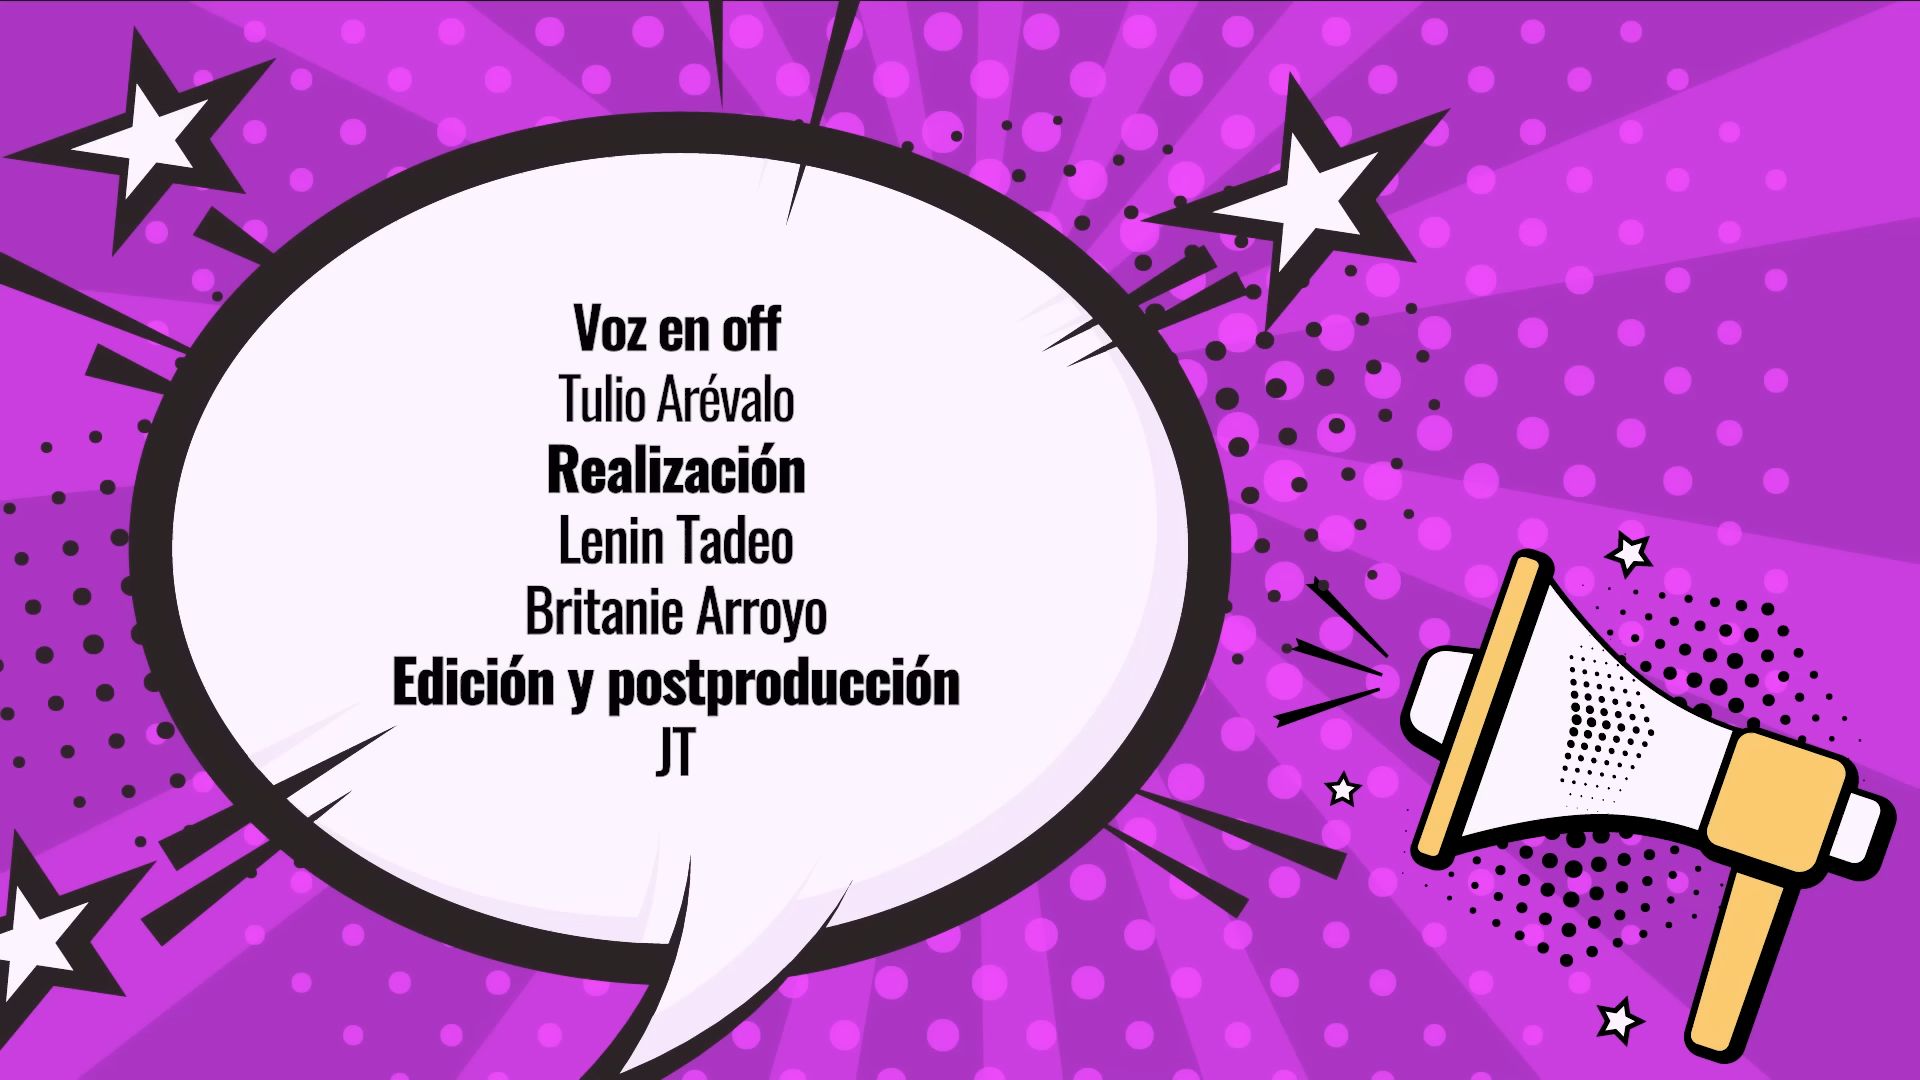 Voz en off
Tulio Arévalo
Realización
Lenin Tadeo
Britanie Arroyo
Edición y postproducción
JT